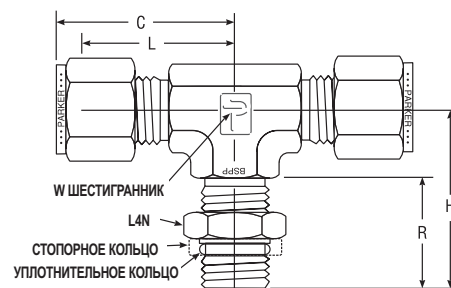 C
L
PARKER
PARKER
BSPP
W ШЕСТИГРАННИК
L4N
СТОПОРНОЕ КОЛЬЦО
УПЛОТНИТЕЛЬНОЕ КОЛЬЦО
R
H